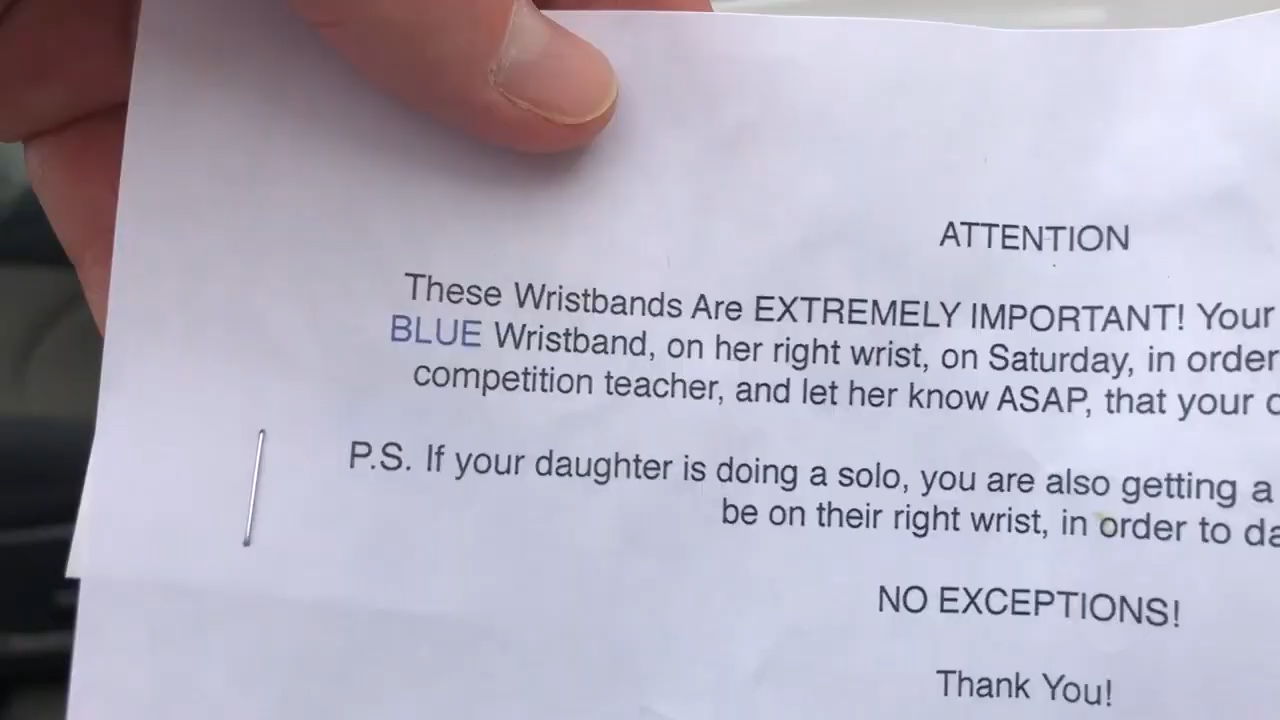 ATTENTION
These Wristbands Are EXTREMELY IMPORTANT! Your
BLUE Wristband, on her right wrist, on Saturday, in order
competition teacher, and let her know ASAP, that your
P.S. If your daughter is doing a solo, you are also getting a
be on their right wrist, in order to
NO EXCEPTIONS!
Thank You!